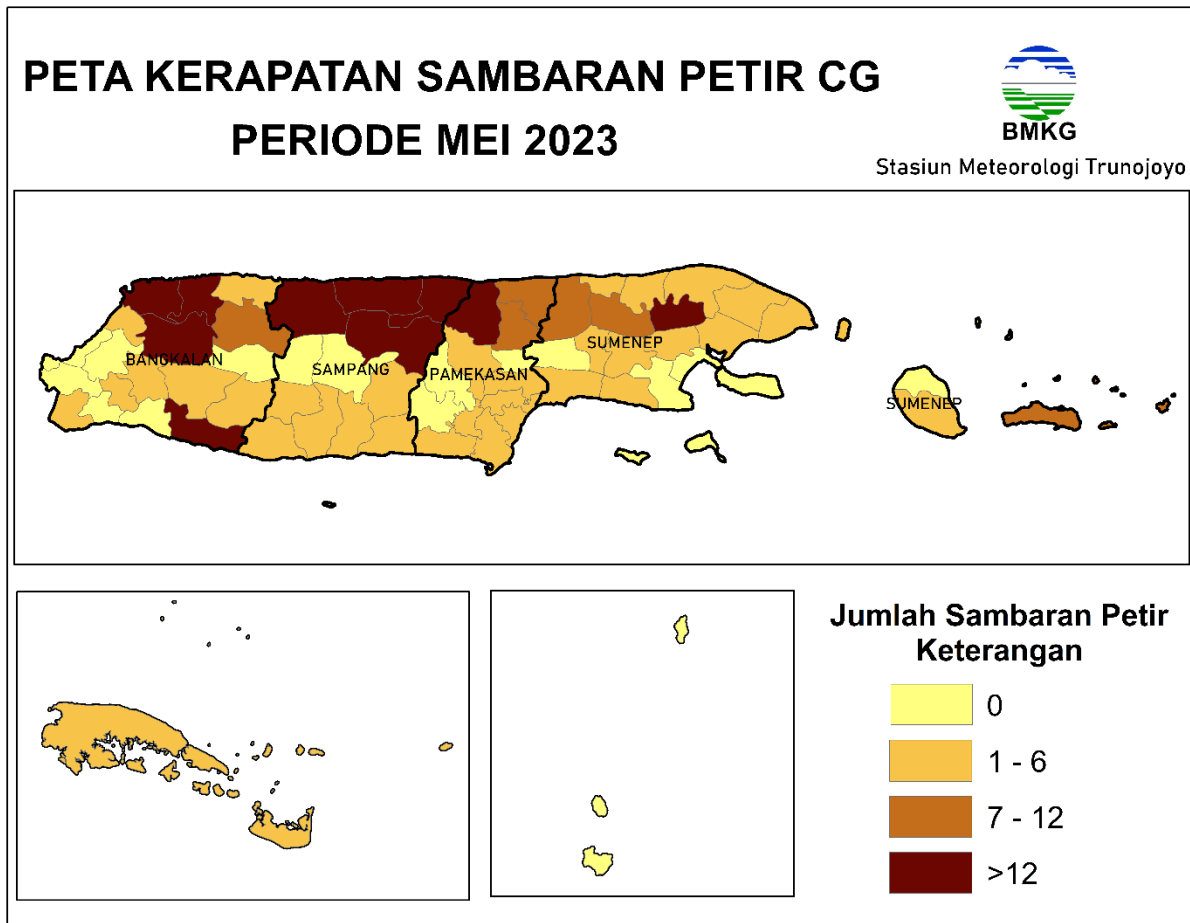 PETA KERAPATAN SAMBARAN PETIR CG
PERIODE MEI 2023
BMKG
Stasiun Meteorologi Trunojoyo
BANGKALAN
SAMPANG
PAMEKASAN
SUMENEP
SUMENEP
Jumlah Sambaran Petir
Keterangan
0
1 - 6
7 - 12
>12